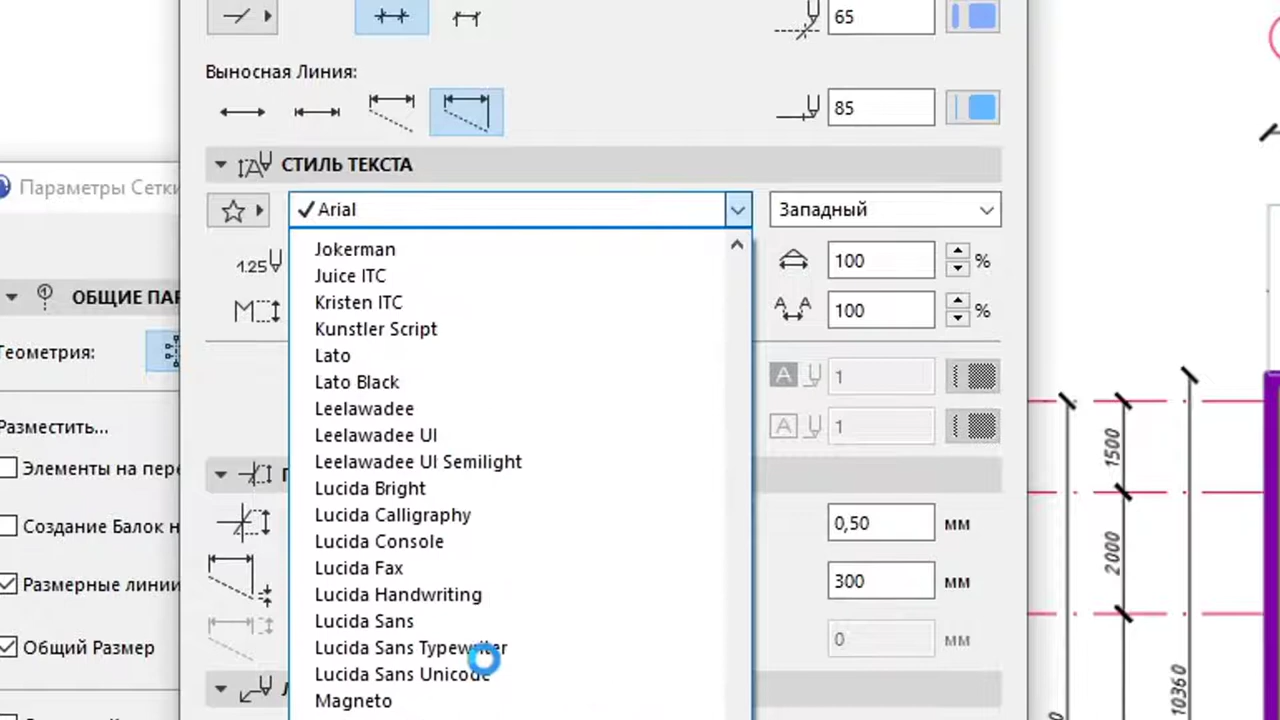 65
Выносная Линия:
85
СТИЛЬ ТЕКСТА
Параметры Сетки
✓ Arial
Западный
Jokerman
Juice ITC
Kristen ITC
Kunstler Script
Lato
Lato Black
Leelawadee
Leelawadee UI
Leelawadee UI Semilight
Lucida Bright
Lucida Calligraphy
Lucida Console
Lucida Fax
Lucida Handwriting
Lucida Sans
Lucida Sans Typewriter
Lucida Sans Unicode
Magneto
1.25
100 %
M
A A
100 %
A
1
A
1
0,50 мм
300 мм
0 мм
ОБЩИЕ ПАР
Геометрия:
Разместить...
Элементы на пере
Создание Балок н
Размерные линии
Общий Размер
1500
2000
10360